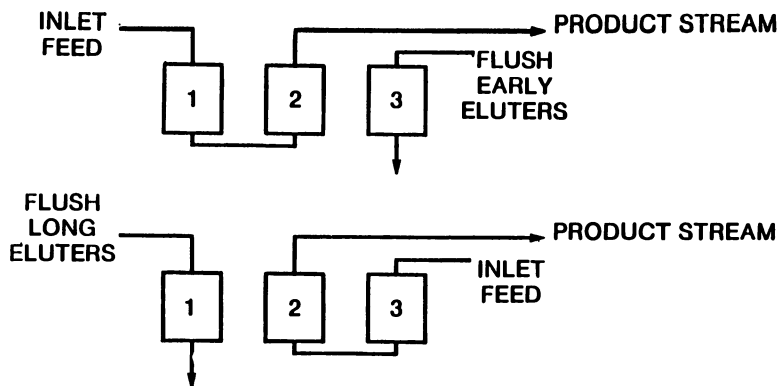 INLET
FEED
PRODUCT STREAM
1
2
3
FLUSH
EARLY
ELUTERS
FLUSH
LONG
ELUTERS
PRODUCT STREAM
1
2
3
INLET
FEED